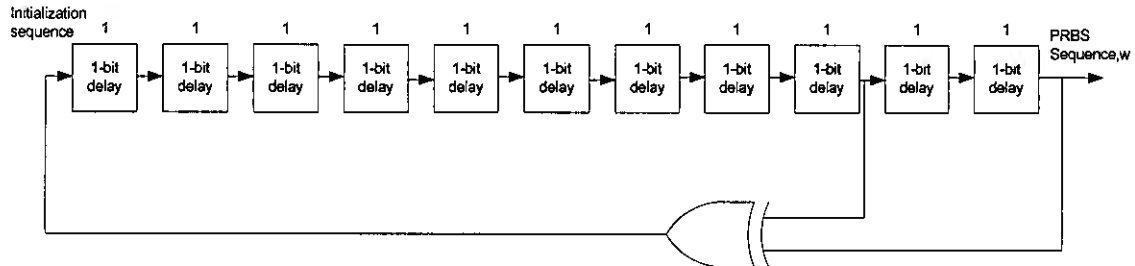 Initialization
sequence
1 1 1 1 1 1 1 1 1 1 1
PRBS
Sequence,w
1-bit delay
1-bit delay
1-bit delay
1-bit delay
1-bit delay
1-bit delay
1-bit delay
1-bit delay
1-bit delay
1-bit delay
1-bit delay